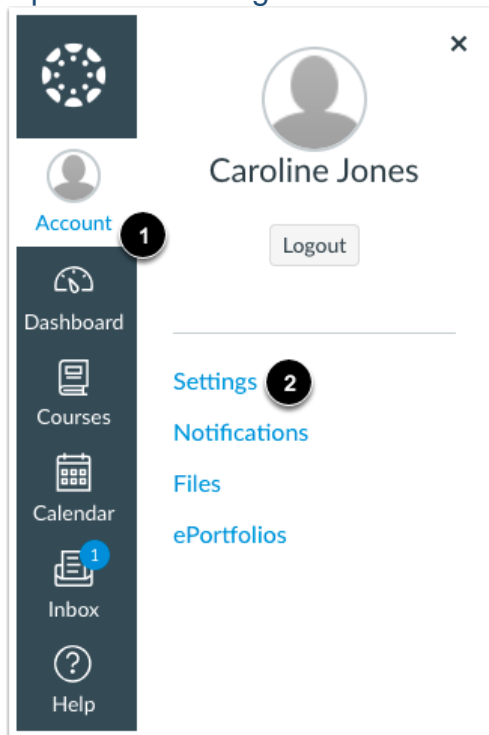 ×
Caroline Jones
Account 1
Logout
Dashboard
Settings 2
Courses
Notifications
Files
Calendar
ePortfolios
1
Inbox
?
Help